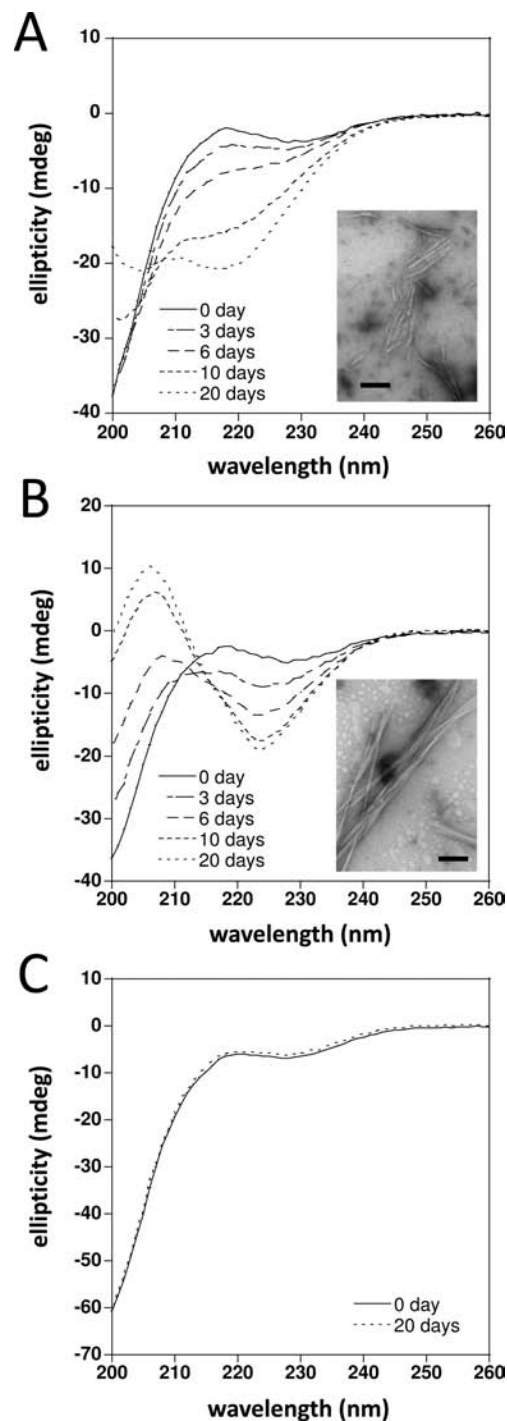 A
10
0
-10
-20
-30
-40
ellipticity (mdeg)
0 day
3 days
6 days
10 days
20 days
200 210 220 230 240 250 260
wavelength (nm)
B
20
10
0
-10
-20
-30
-40
ellipticity (mdeg)
0 day
3 days
6 days
10 days
20 days
200 210 220 230 240 250 260
wavelength (nm)
C
10
0
-10
-20
-30
-40
-50
-60
-70
ellipticity (mdeg)
0 day
20 days
200 210 220 230 240 250 260
wavelength (nm)